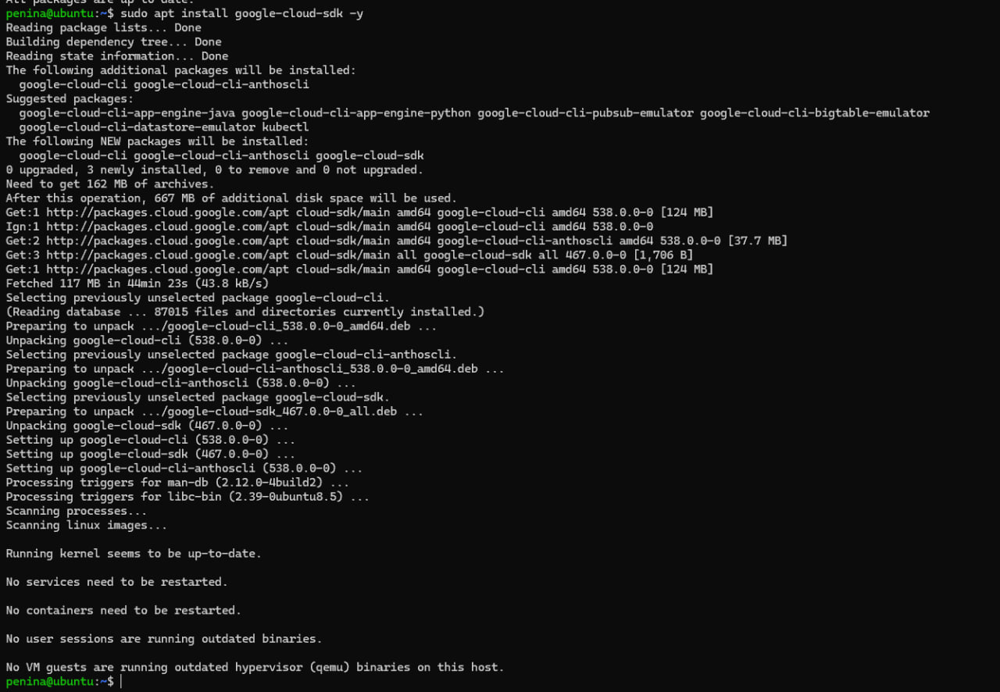 All packages are up to date.
penina@ubuntu:~$ sudo apt install google-cloud-sdk -y
Reading package lists... Done
Building dependency tree... Done
Reading state information... Done
The following additional packages will be installed:
  google-cloud-cli google-cloud-cli-anthoscli
Suggested packages:
  google-cloud-cli-app-engine-java google-cloud-cli-app-engine-python google-cloud-cli-pubsub-emulator google-cloud-cli-bigtable-emulator
  google-cloud-cli-datastore-emulator kubectl
The following NEW packages will be installed:
  google-cloud-cli google-cloud-cli-anthoscli google-cloud-sdk
0 upgraded, 3 newly installed, 0 to remove and 0 not upgraded.
Need to get 162 MB of archives.
After this operation, 667 MB of additional disk space will be used.
Get:1 http://packages.cloud.google.com/apt cloud-sdk/main amd64 google-cloud-cli amd64 538.0.0-0 [124 MB]
Ign:1 http://packages.cloud.google.com/apt cloud-sdk/main amd64 google-cloud-cli amd64 538.0.0-0
Get:2 http://packages.cloud.google.com/apt cloud-sdk/main amd64 google-cloud-cli-anthoscli amd64 538.0.0-0 [37.7 MB]
Get:3 http://packages.cloud.google.com/apt cloud-sdk/main all google-cloud-sdk all 467.0.0-0 [1,706 B]
Get:1 http://packages.cloud.google.com/apt cloud-sdk/main amd64 google-cloud-cli amd64 538.0.0-0 [124 MB]
Fetched 117 MB in 44min 23s (43.8 kB/s)
Selecting previously unselected package google-cloud-cli.
(Reading database ... 87015 files and directories currently installed.)
Preparing to unpack .../google-cloud-cli_538.0.0-0_amd64.deb ...
Unpacking google-cloud-cli (538.0.0-0) ...
Selecting previously unselected package google-cloud-cli-anthoscli.
Preparing to unpack .../google-cloud-cli-anthoscli_538.0.0-0_amd64.deb ...
Unpacking google-cloud-cli-anthoscli (538.0.0-0) ...
Selecting previously unselected package google-cloud-sdk.
Preparing to unpack .../google-cloud-sdk_467.0.0-0_all.deb ...
Unpacking google-cloud-sdk (467.0.0-0) ...
Setting up google-cloud-cli (538.0.0-0) ...
Setting up google-cloud-sdk (467.0.0-0) ...
Setting up google-cloud-cli-anthoscli (538.0.0-0) ...
Processing triggers for man-db (2.12.0-4build2) ...
Processing triggers for libc-bin (2.39-0ubuntu8.5) ...
Scanning processes...
Scanning linux images...

Running kernel seems to be up-to-date.

No services need to be restarted.

No containers need to be restarted.

No user sessions are running outdated binaries.

No VM guests are running outdated hypervisor (qemu) binaries on this host.
penina@ubuntu:~$